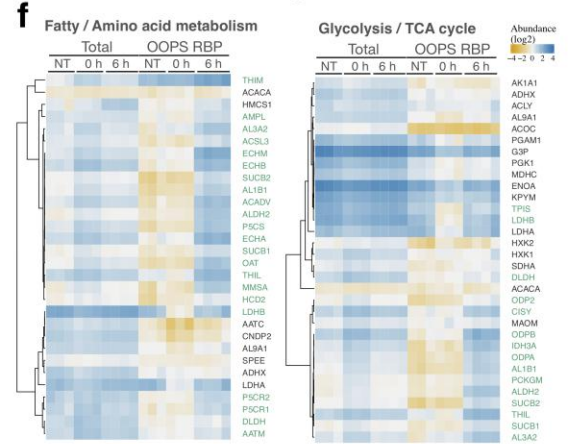 f
Fatty / Amino acid metabolism
Total OOPS RBP
NT 0 h 6 h NT 0 h 6 h
THIM
ACACA
HMCS1
AMPL
AL3A2
ACSL3
ECHM
ECHB
SUCB2
AL1B1
ACADV
ALDH2
P5CS
ECHA
SUCB1
OAT
THIL
MMSA
HCD2
LDHB
AATC
CNDP2
AL9A1
SPEE
ADHX
LDHA
P5CR2
P5CR1
DLDH
AATM
Glycolysis / TCA cycle
Total OOPS RBP
NT 0 h 6 h NT 0 h 6 h
AK1A1
ADHX
ACLY
AL9A1
ACOC
PGAM1
G3P
PGK1
MDHC
ENOA
KPYM
TPIS
LDHB
LDHA
HXK2
HXK1
SDHA
DLDH
ACACA
ODP2
CISY
MAOM
ODPB
IDH3A
ODPA
AL1B1
PCKGM
ALDH2
SUCB2
THIL
SUCB1
AL3A2
Abundance
(log2)
−4 −2 0 2 4